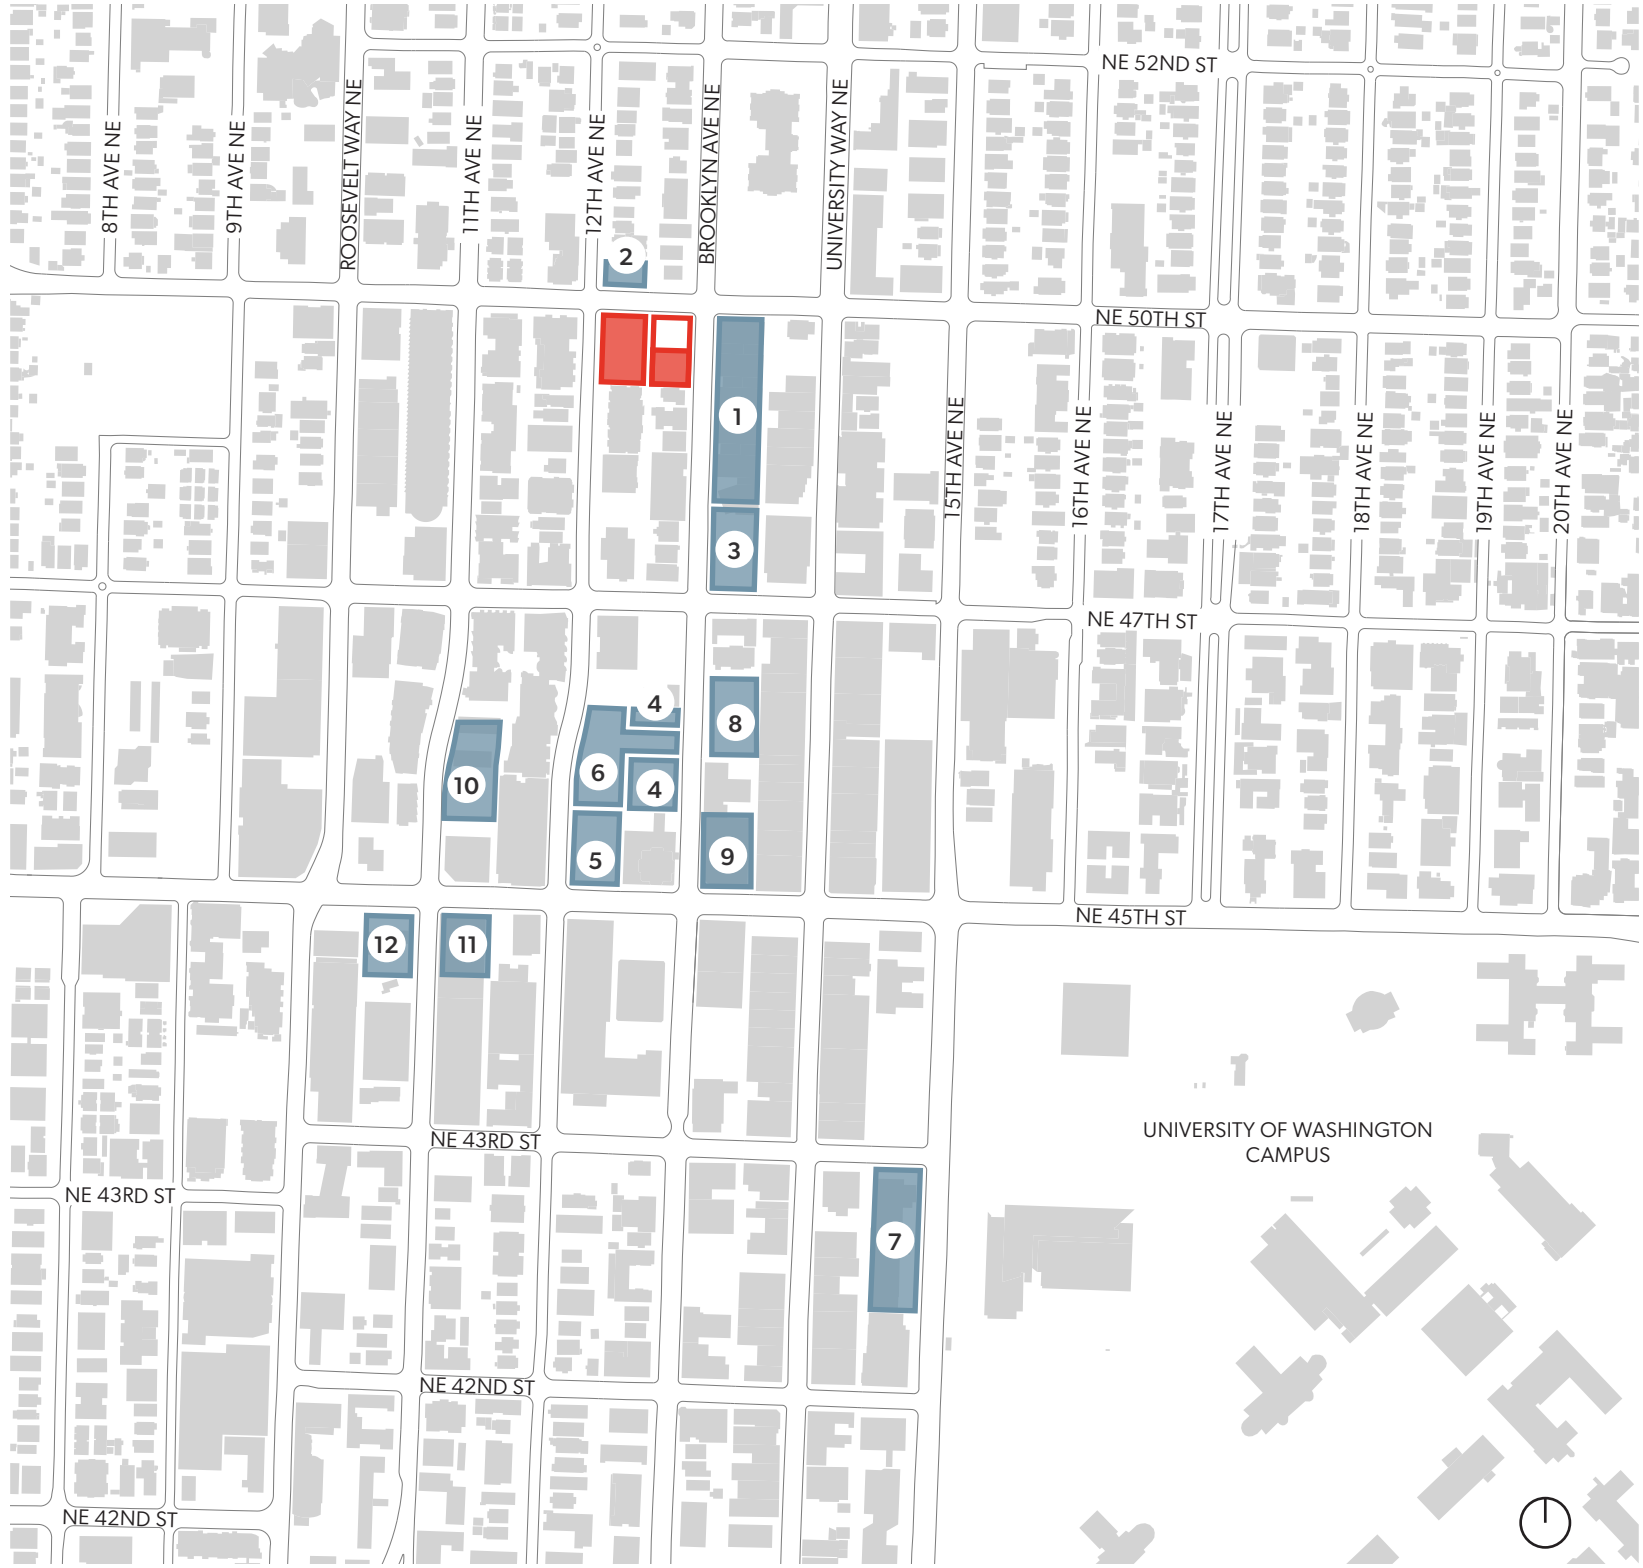 NE 52ND ST
8TH AVE NE
9TH AVE NE
ROOSEVELT WAY NE
11TH AVE NE
12TH AVE NE
BROOKLYN AVE NE
UNIVERSITY WAY NE
2
NE 50TH ST
1
3
15TH AVE NE
16TH AVE NE
17TH AVE NE
18TH AVE NE
19TH AVE NE
20TH AVE NE
NE 47TH ST
4
8
6
4
10
5
9
NE 45TH ST
12
11
UNIVERSITY OF WASHINGTON
CAMPUS
NE 43RD ST
NE 43RD ST
7
NE 42ND ST
NE 42ND ST